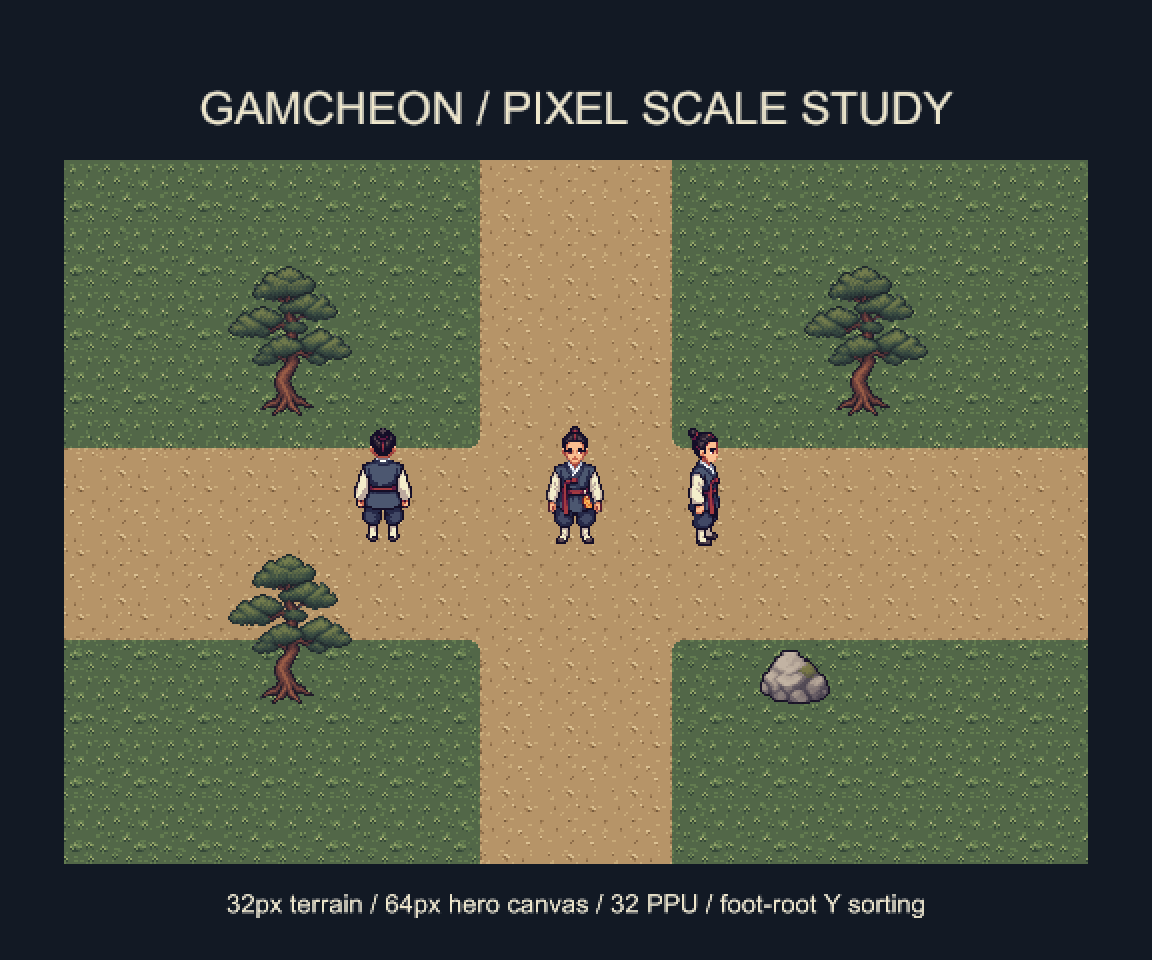 GAMCHEON / PIXEL SCALE STUDY
32px terrain / 64px hero canvas / 32 PPU / foot-root Y sorting